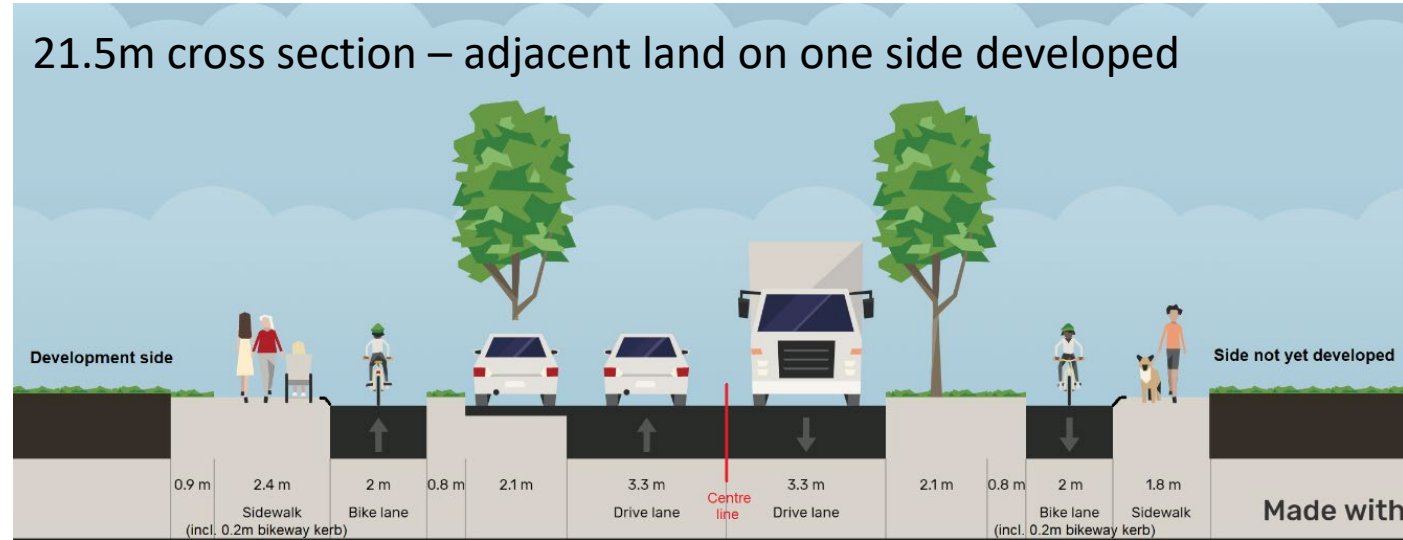 21.5m cross section – adjacent land on one side developed
Development side
Side not yet developed
0.9 m
2.4 m
2 m
0.8 m
2.1 m
3.3 m
3.3 m
2.1 m
0.8 m
2 m
1.8 m
Sidewalk
(incl. 0.2m bikeway kerb)
Bike lane
Drive lane
Centre
line
Drive lane
Bike lane
(incl. 0.2m bikeway kerb)
Sidewalk
Made with